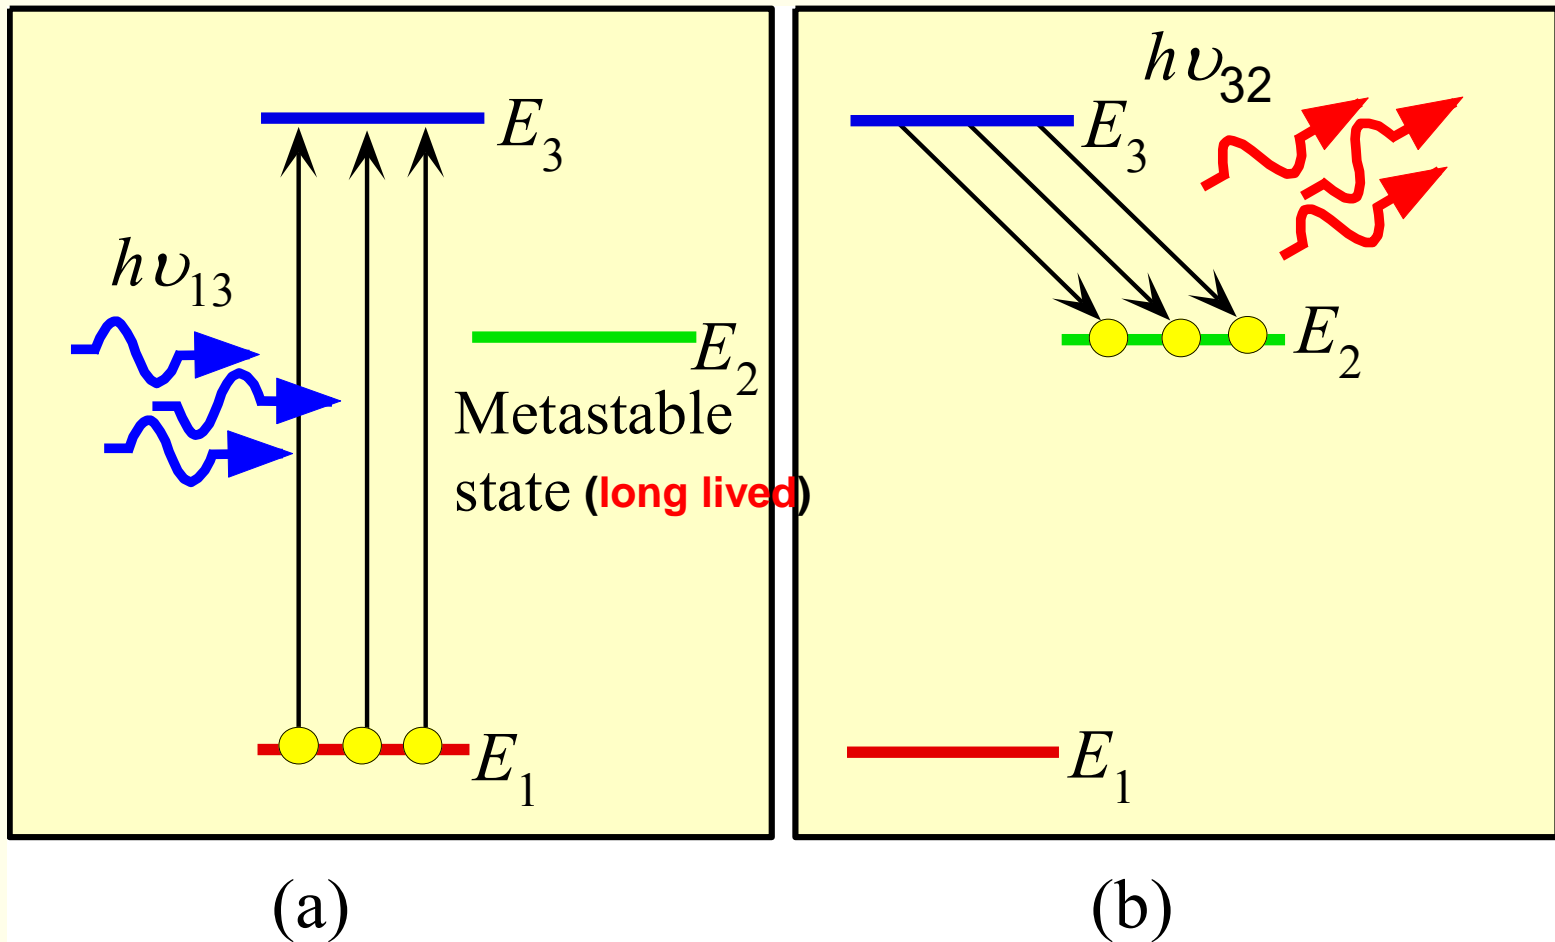 E₃
hυ₁₃
E₂
Metastable
state (long lived)
E₁
(a)
hυ₃₂
E₃
E₂
E₁
(b)